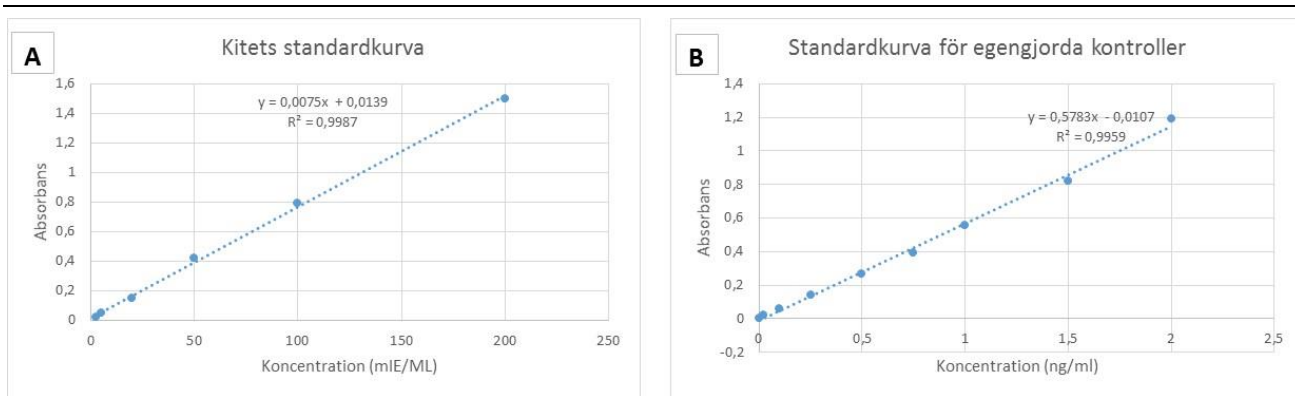 A
Kitets standardkurva
1,6
1,4
1,2
1
0,8
0,6
0,4
0,2
0
y = 0,0075x + 0,0139
R² = 0,9987
Absorbans
0 50 100 150 200 250
Koncentration (mIE/ML)
B
Standardkurva för egengjorda kontroller
1,4
1,2
1
0,8
0,6
0,4
0,2
0
-0,2
y = 0,5783x - 0,0107
R² = 0,9959
Absorbans
0 0,5 1 1,5 2 2,5
Koncentration (ng/ml)